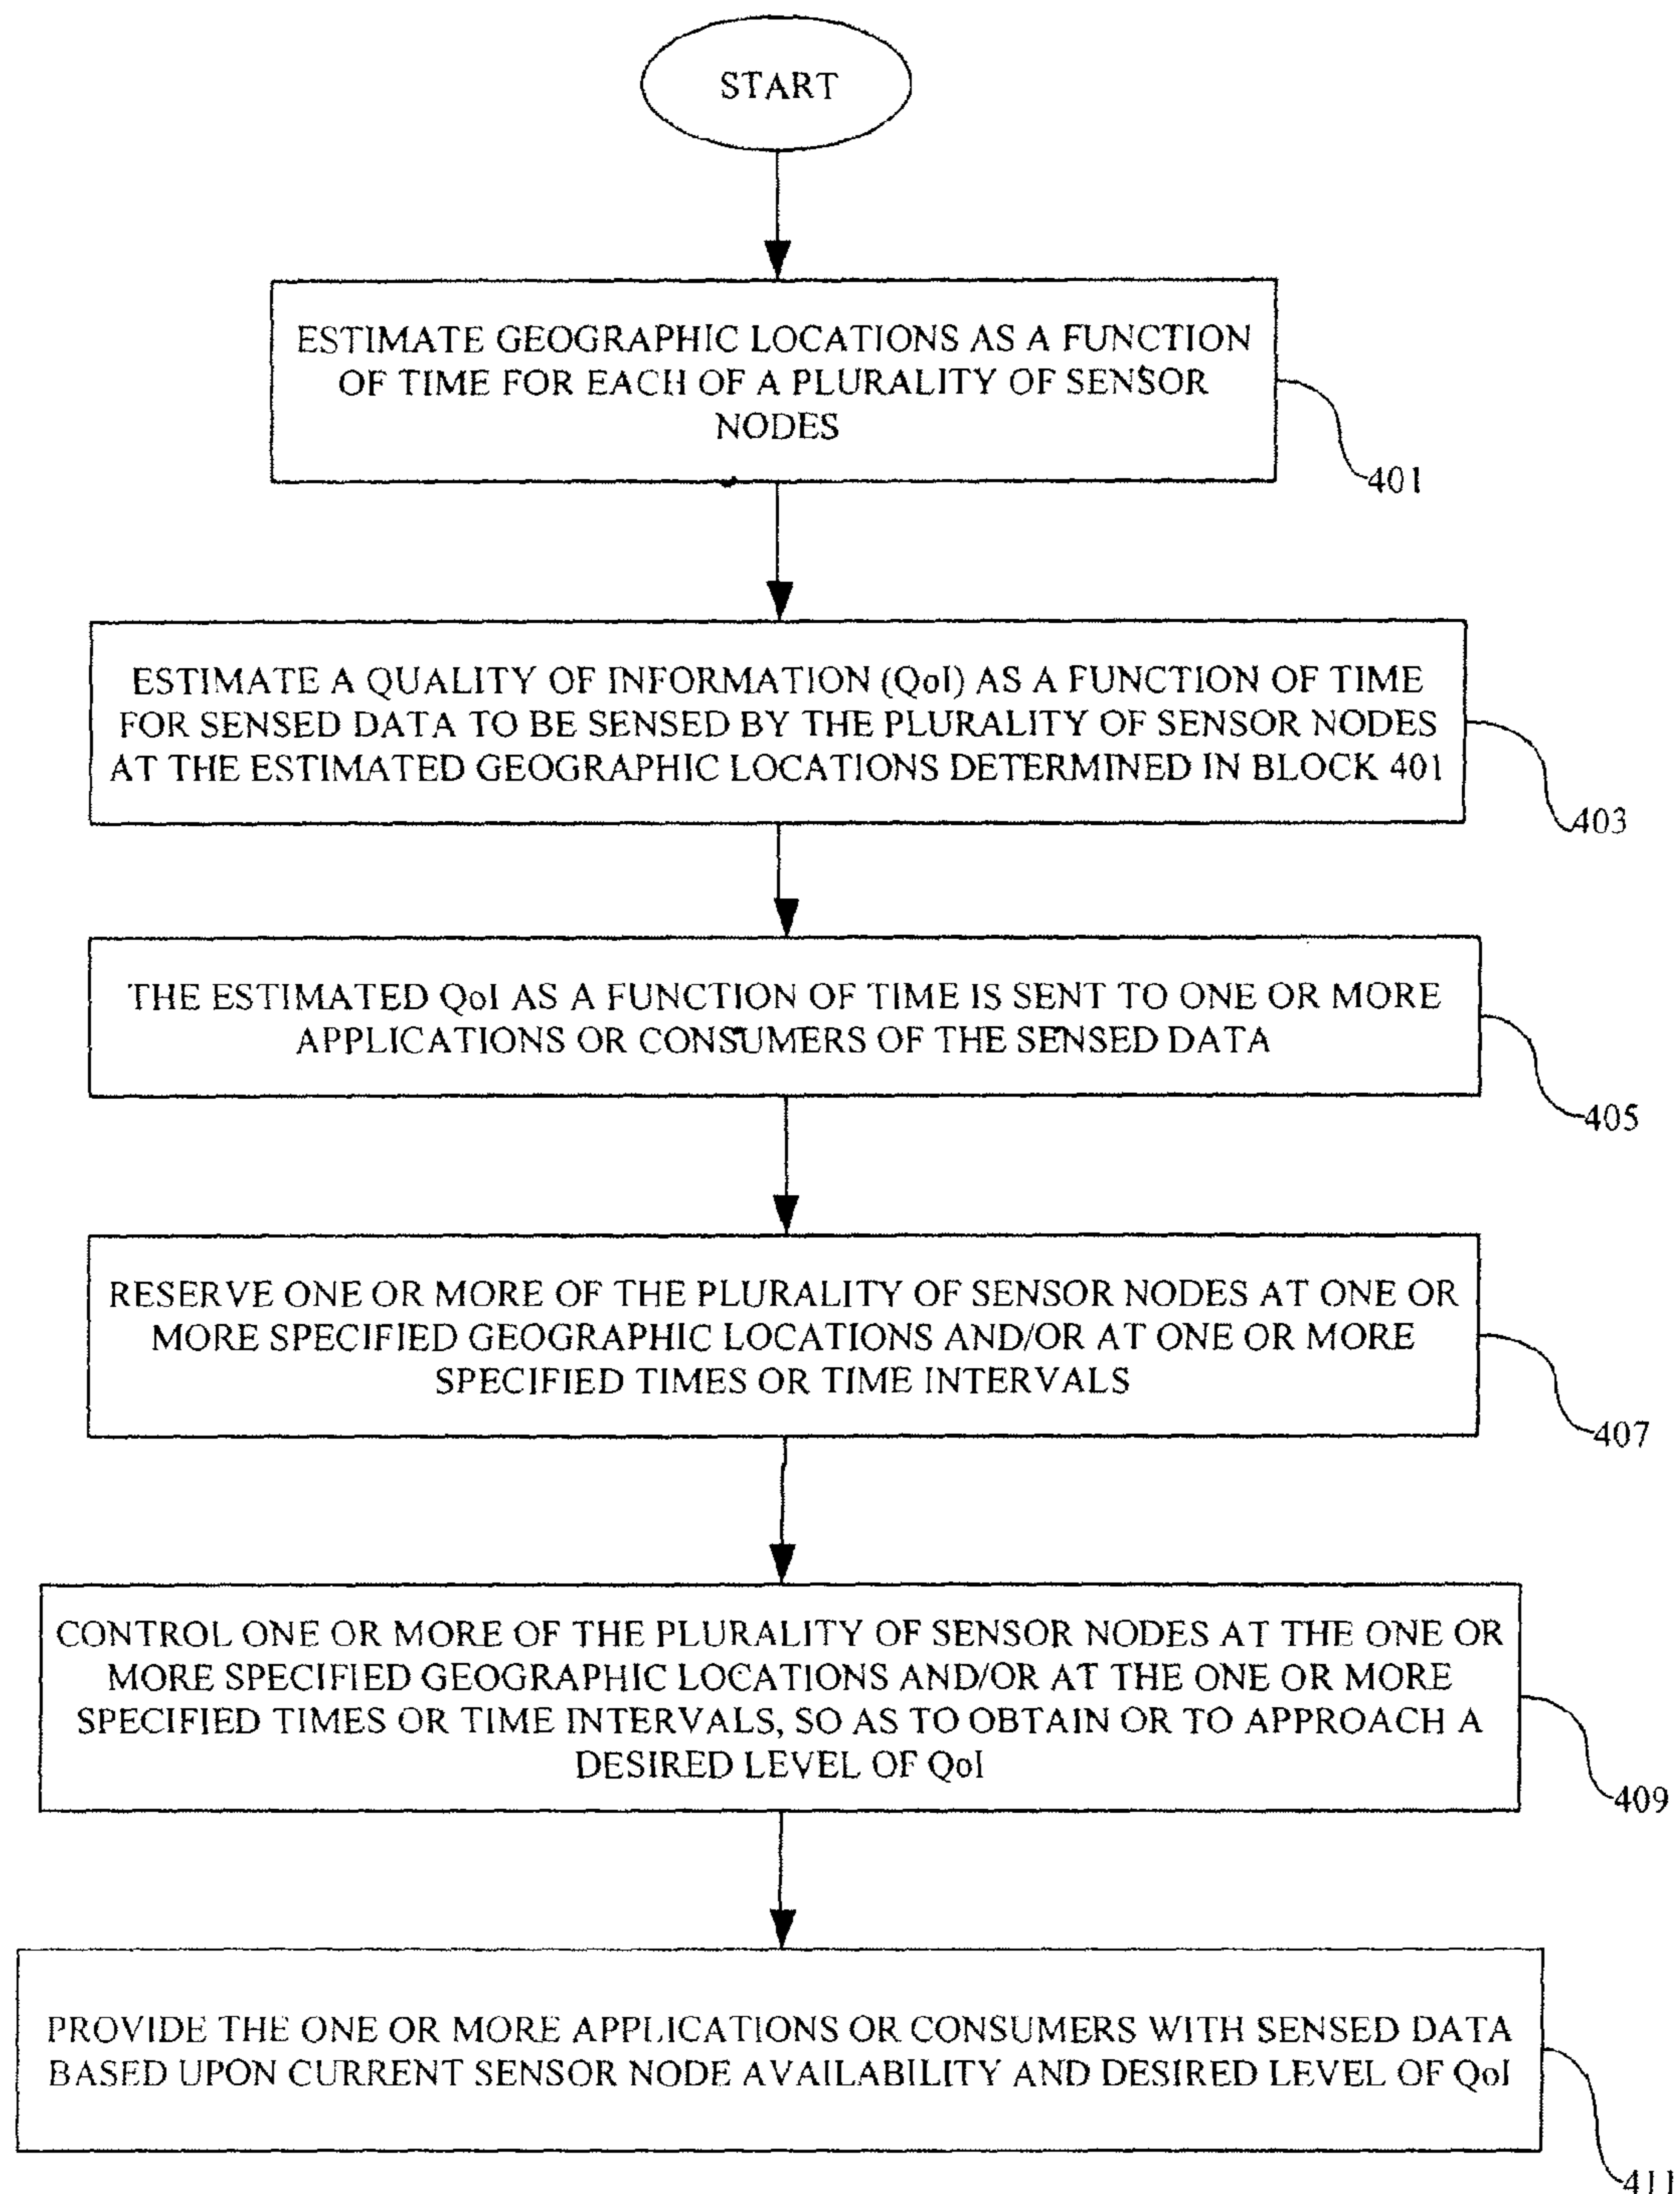 START
ESTIMATE GEOGRAPHIC LOCATIONS AS A FUNCTION
OF TIME FOR EACH OF A PLURALITY OF SENSOR
NODES
401
ESTIMATE A QUALITY OF INFORMATION (QoI) AS A FUNCTION OF TIME
FOR SENSED DATA TO BE SENSED BY THE PLURALITY OF SENSOR NODES
AT THE ESTIMATED GEOGRAPHIC LOCATIONS DETERMINED IN BLOCK 401
403
THE ESTIMATED QoI AS A FUNCTION OF TIME IS SENT TO ONE OR MORE
APPLICATIONS OR CONSUMERS OF THE SENSED DATA
405
RESERVE ONE OR MORE OF THE PLURALITY OF SENSOR NODES AT ONE OR
MORE SPECIFIED GEOGRAPHIC LOCATIONS AND/OR AT ONE OR MORE
SPECIFIED TIMES OR TIME INTERVALS
407
CONTROL ONE OR MORE OF THE PLURALITY OF SENSOR NODES AT THE ONE OR
MORE SPECIFIED GEOGRAPHIC LOCATIONS AND/OR AT THE ONE OR MORE
SPECIFIED TIMES OR TIME INTERVALS, SO AS TO OBTAIN OR TO APPROACH A
DESIRED LEVEL OF QoI
409
PROVIDE THE ONE OR MORE APPLICATIONS OR CONSUMERS WITH SENSED DATA
BASED UPON CURRENT SENSOR NODE AVAILABILITY AND DESIRED LEVEL OF QoI
411